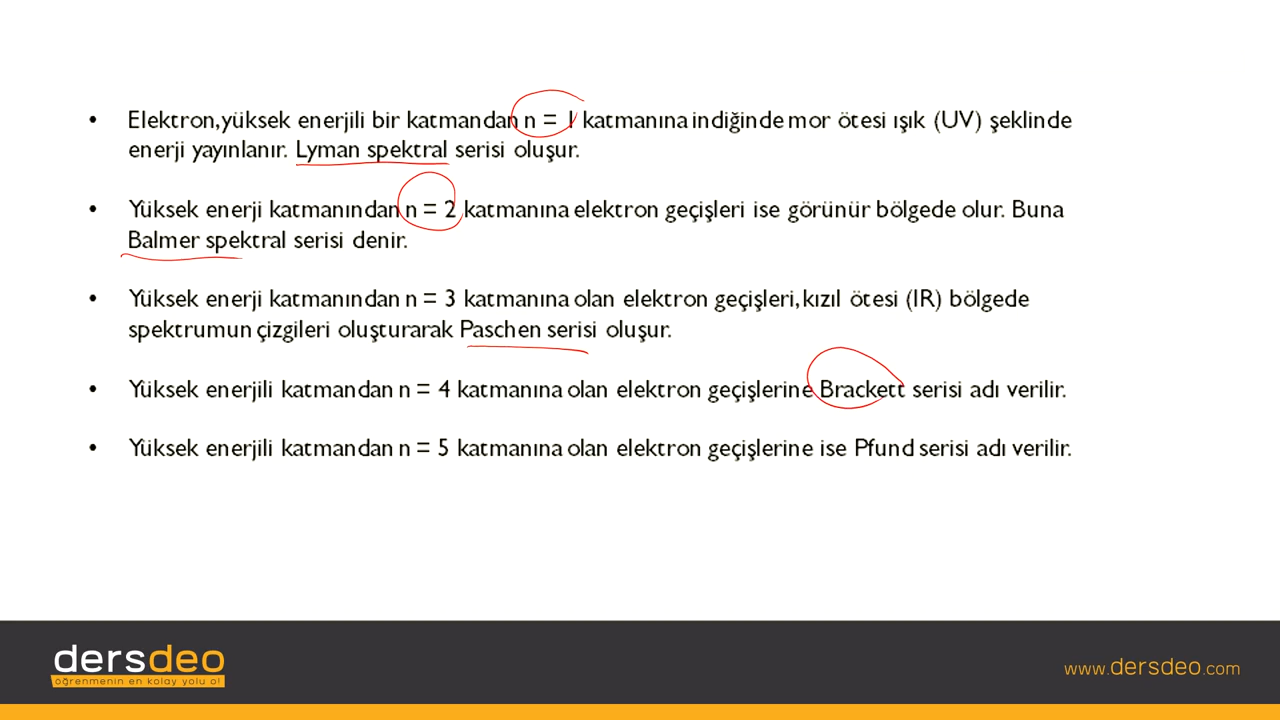 • Elektron,yüksek enerjili bir katmandan n = 1 katmanına indiğinde mor ötesi ışık (UV) şeklinde
enerji yayınlanır. Lyman spektral serisi oluşur.
• Yüksek enerji katmanından n = 2 katmanına elektron geçişleri ise görünür bölgede olur. Buna
Balmer spektral serisi denir.
• Yüksek enerji katmanından n = 3 katmanına olan elektron geçişleri, kızıl ötesi (IR) bölgede
spektrumun çizgileri oluşturarak Paschen serisi oluşur.
• Yüksek enerjili katmandan n = 4 katmanına olan elektron geçişlerine Brackett serisi adı verilir.
• Yüksek enerjili katmandan n = 5 katmanına olan elektron geçişlerine ise Pfund serisi adı verilir.
dersdeo
öğrenmenin en kolay yolu o!
www.dersdeo.com